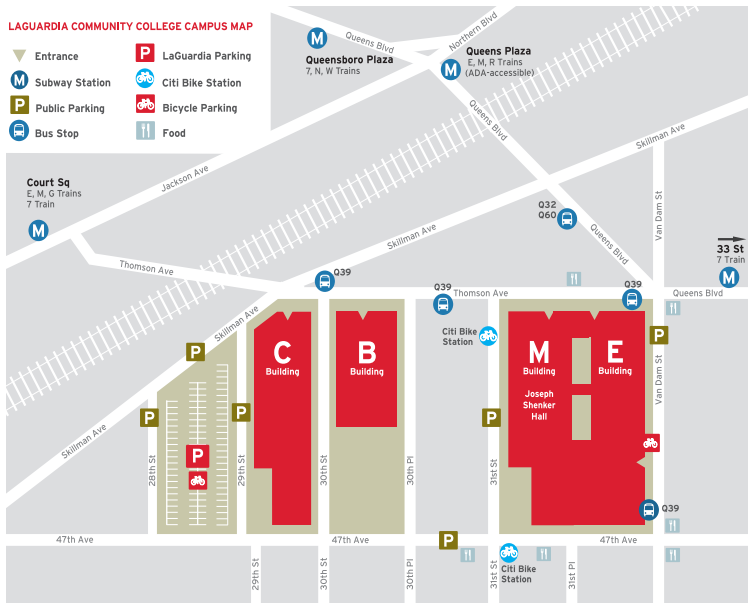 LAGUARDIA COMMUNITY COLLEGE CAMPUS MAP
Entrance
P LaGuardia Parking
M Subway Station
Citi Bike Station
P Public Parking
Bicycle Parking
Bus Stop
Food
M
Queensboro Plaza
7, N, W Trains
Queens Blvd
Northern Blvd
M
Queens Plaza
E, M, R Trains
(ADA-accessible)
Queens Blvd
Skillman Ave
Jackson Ave
Court Sq
E, M, G Trains
7 Train
M
Van Dam St
Q32
Q60
Skillman Ave
Queens Blvd
33 St
7 Train
M
Thomson Ave
Q39
Q39
Thomson Ave
Q39
Queens Blvd
Skillman Ave
Citi Bike
Station
P
P
C
Building
B
Building
M
Building
E
Building
Joseph
Shenker
Hall
Van Dam St
P
P
P
Skillman Ave
P
28th St
29th St
30th St
30th Pl
31st St
Q39
47th Ave
47th Ave
P
47th Ave
Citi Bike
Station
29th St
30th St
30th Pl
31st St
31st Pl